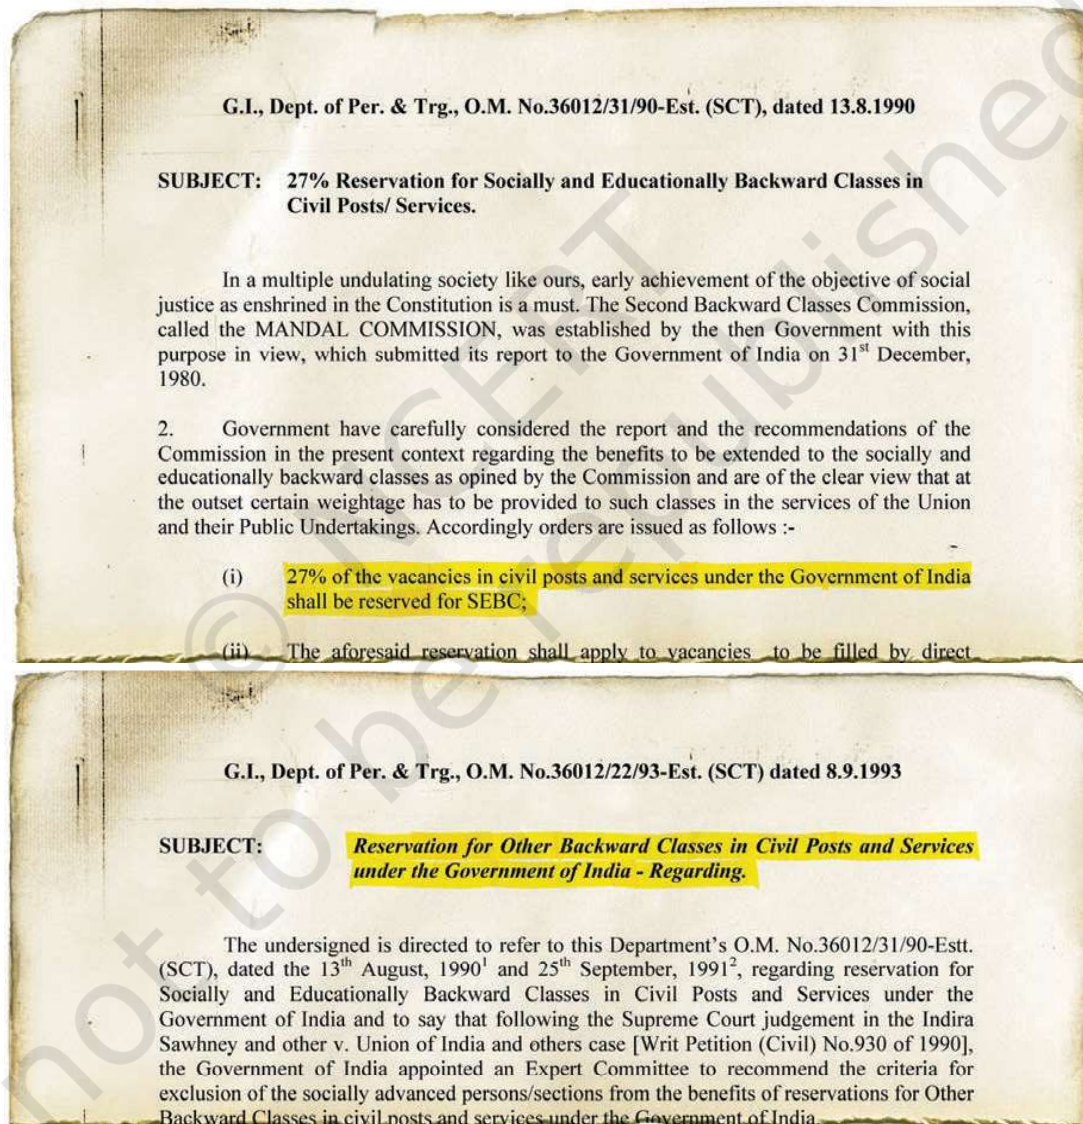 G.I., Dept. of Per. & Trg., O.M. No.36012/31/90-Est. (SCT), dated 13.8.1990
SUBJECT: 27% Reservation for Socially and Educationally Backward Classes in
Civil Posts/ Services.
In a multiple undulating society like ours, early achievement of the objective of social
justice as enshrined in the Constitution is a must. The Second Backward Classes Commission,
called the MANDAL COMMISSION, was established by the then Government with this
purpose in view, which submitted its report to the Government of India on 31st December,
1980.
2. Government have carefully considered the report and the recommendations of the
Commission in the present context regarding the benefits to be extended to the socially and
educationally backward classes as opined by the Commission and are of the clear view that at
the outset certain weightage has to be provided to such classes in the services of the Union
and their Public Undertakings. Accordingly orders are issued as follows :-
(i) 27% of the vacancies in civil posts and services under the Government of India
shall be reserved for SEBC;
(ii) The aforesaid reservation shall apply to vacancies to be filled by direct
G.I., Dept. of Per. & Trg., O.M. No.36012/22/93-Est. (SCT) dated 8.9.1993
SUBJECT: Reservation for Other Backward Classes in Civil Posts and Services
under the Government of India - Regarding.
The undersigned is directed to refer to this Department's O.M. No.36012/31/90-Estt.
(SCT), dated the 13th August, 1990¹ and 25th September, 1991², regarding reservation for
Socially and Educationally Backward Classes in Civil Posts and Services under the
Government of India and to say that following the Supreme Court judgement in the Indira
Sawhney and other v. Union of India and others case [Writ Petition (Civil) No.930 of 1990],
the Government of India appointed an Expert Committee to recommend the criteria for
exclusion of the socially advanced persons/sections from the benefits of reservations for Other
Backward Classes in civil posts and services under the Government of India.
© NCERT
not to be republished